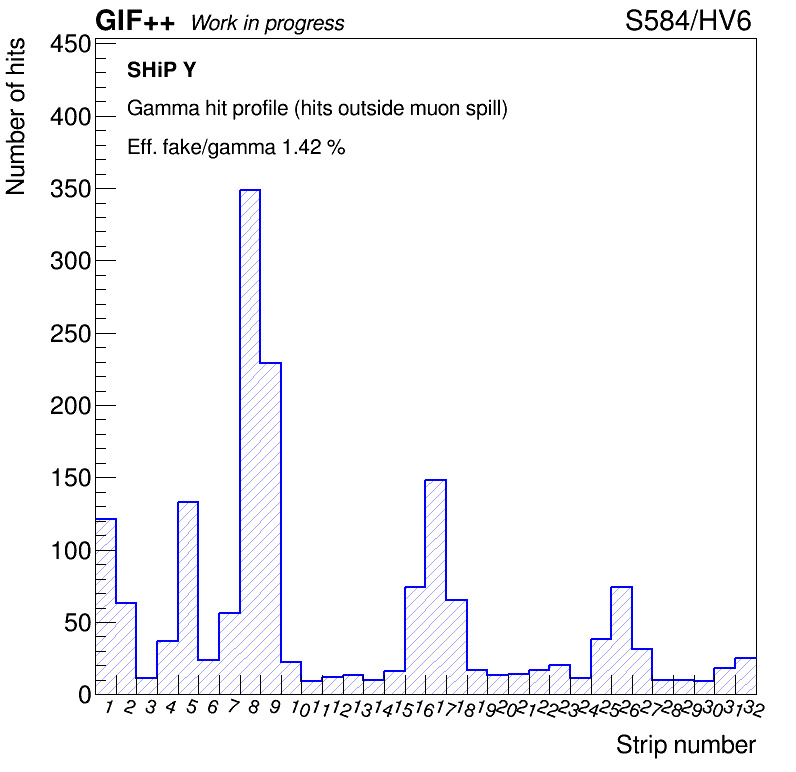 GIF++ Work in progress S584/HV6
Number of hits
SHiP Y
Gamma hit profile (hits outside muon spill)
Eff. fake/gamma 1.42 %
450
400
350
300
250
200
150
100
50
0
1 2 3 4 5 6 7 8 9 10 11 12 13 14 15 16 17 18 19 20 21 22 23 24 25 26 27 28 29 30 31 32
Strip number